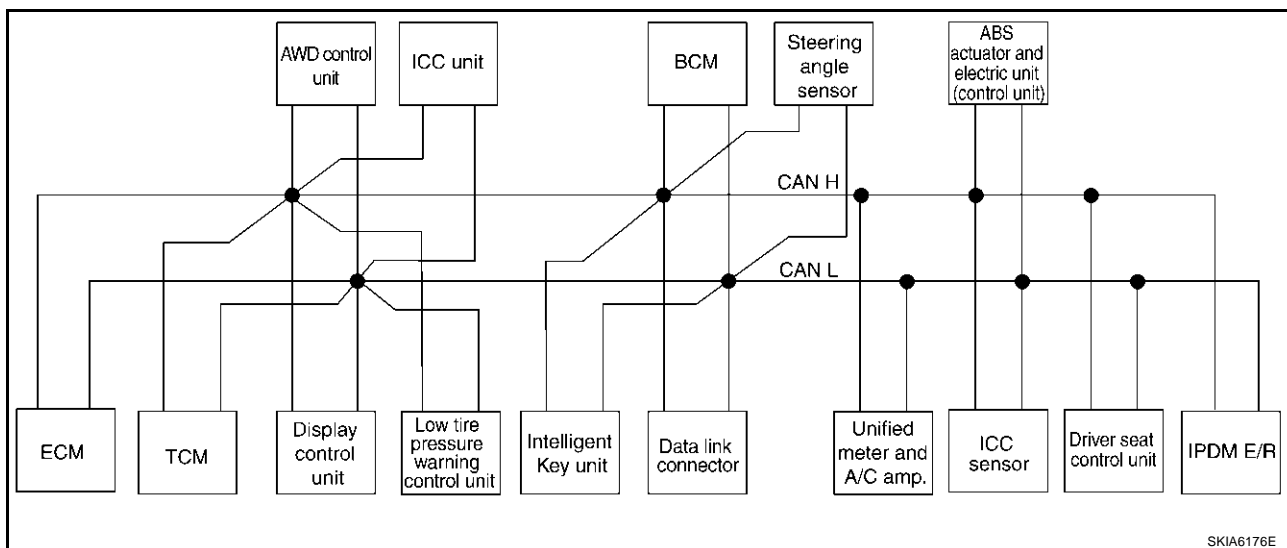 AWD control
unit
ICC unit
BCM
Steering
angle
sensor
ABS
actuator and
electric unit
(control unit)
CAN H
CAN L
ECM
TCM
Display
control
unit
Low tire
pressure
warning
control unit
Intelligent
Key unit
Data link
connector
Unified
meter and
A/C amp.
ICC
sensor
Driver seat
control unit
IPDM E/R
SKIA6176E